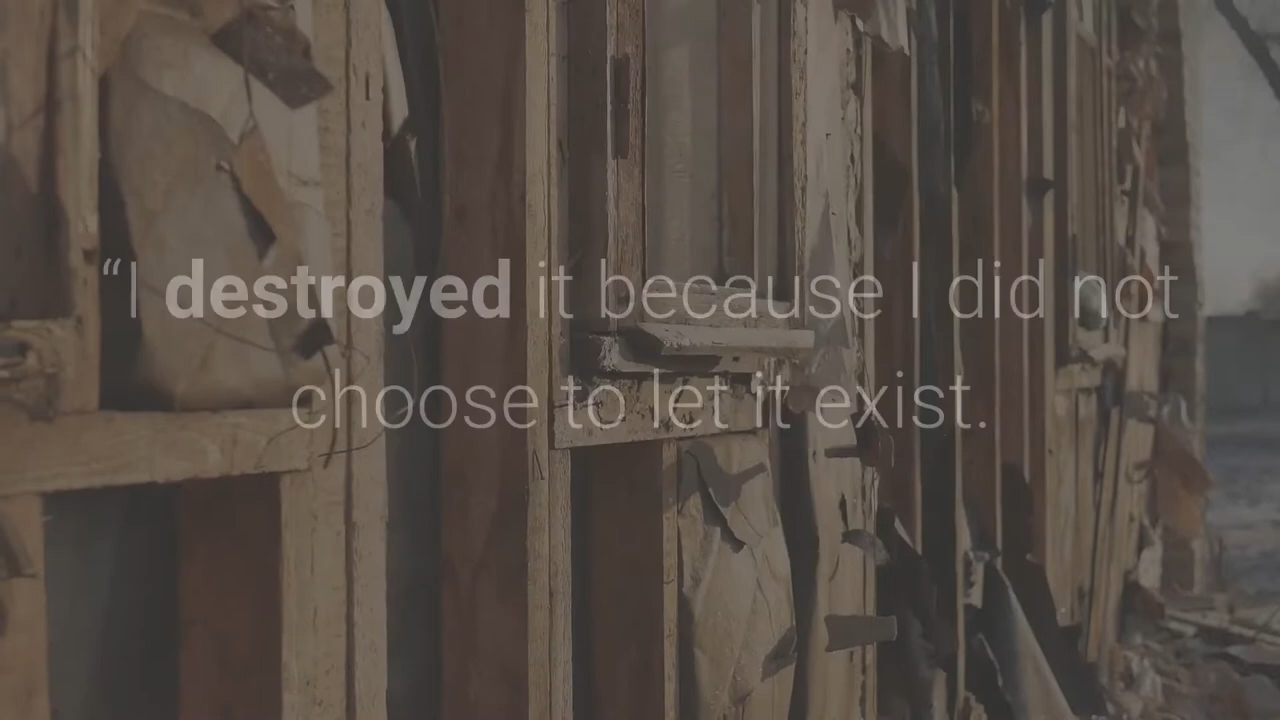 “I destroyed it because I did not
choose to let it exist.